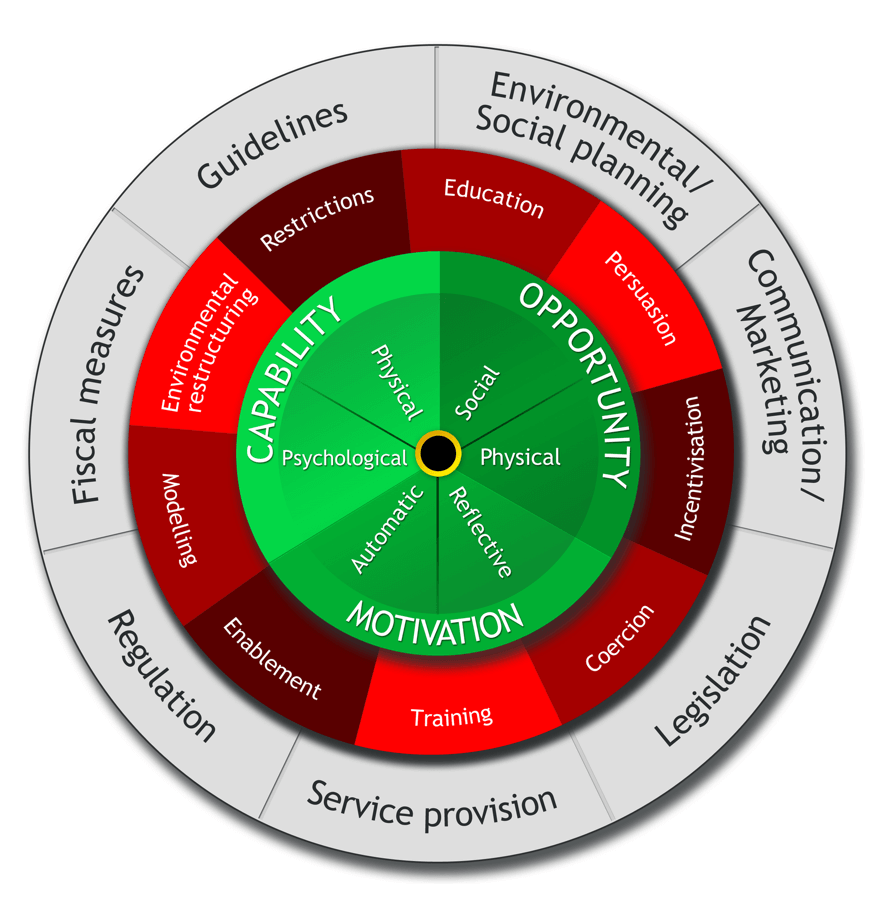 Environmental/
Social planning
Communication/
Marketing
Legislation
Service provision
Regulation
Fiscal measures
Guidelines
Education
Persuasion
Incentivisation
Coercion
Training
Enablement
Modelling
Environmental
restructuring
Restrictions
CAPABILITY
Physical
Psychological
OPPORTUNITY
Social
Physical
MOTIVATION
Automatic
Reflective